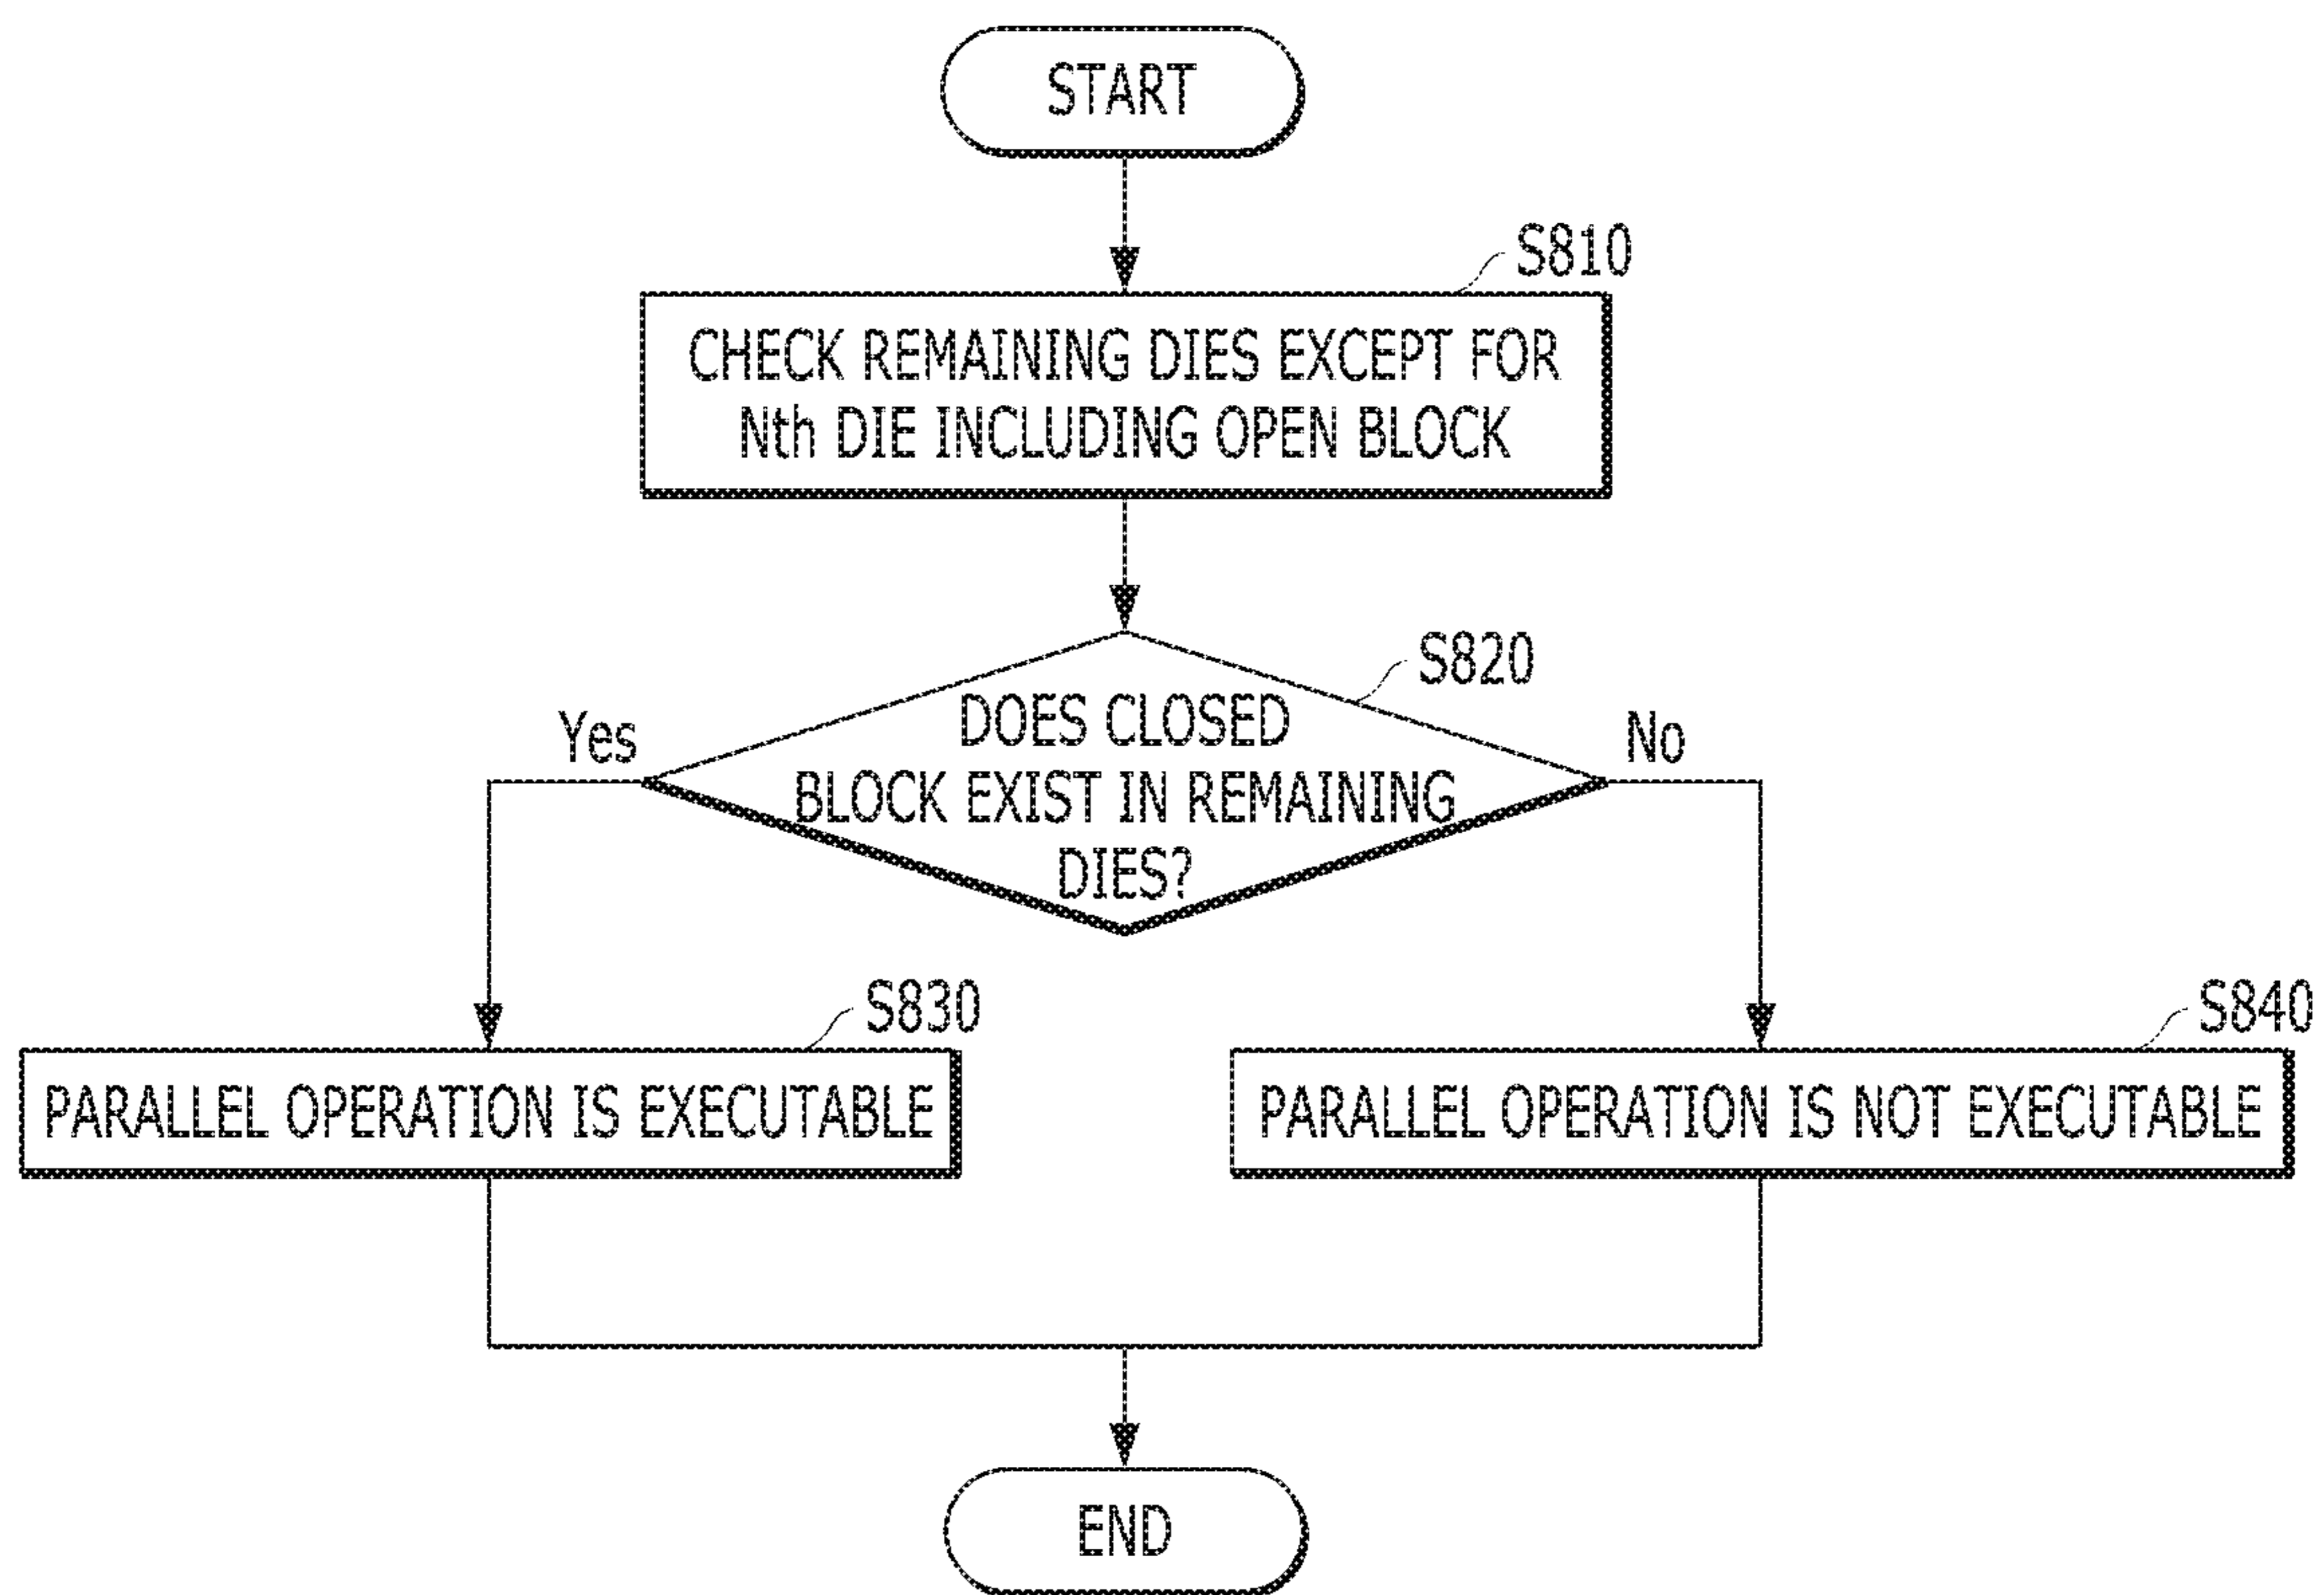 START
S810
CHECK REMAINING DIES EXCEPT FOR
Nth DIE INCLUDING OPEN BLOCK
S820
DOES CLOSED
BLOCK EXIST IN REMAINING
DIES?
Yes
No
S830
PARALLEL OPERATION IS EXECUTABLE
S840
PARALLEL OPERATION IS NOT EXECUTABLE
END